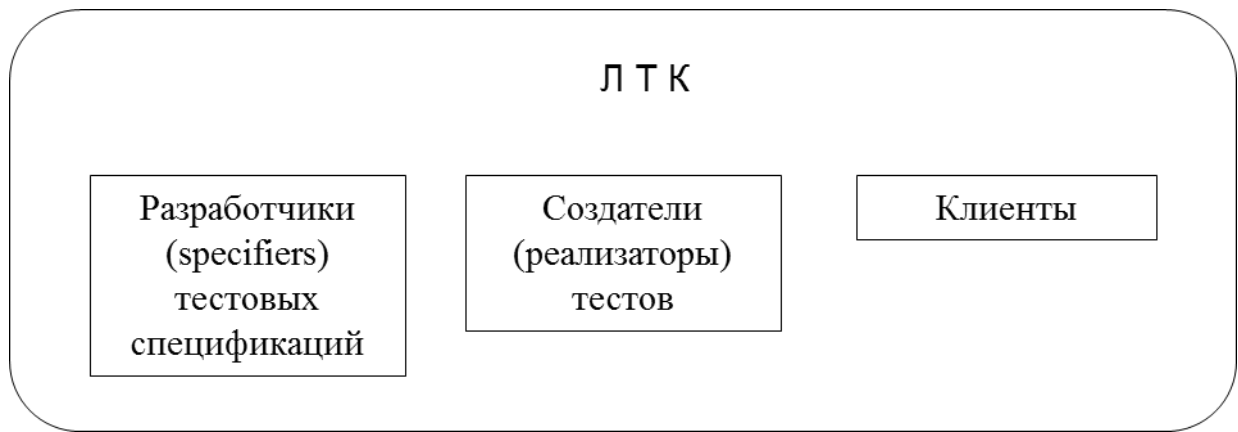 Л Т К
Разработчики
(specifiers)
тестовых
спецификаций
Создатели
(реализаторы)
тестов
Клиенты